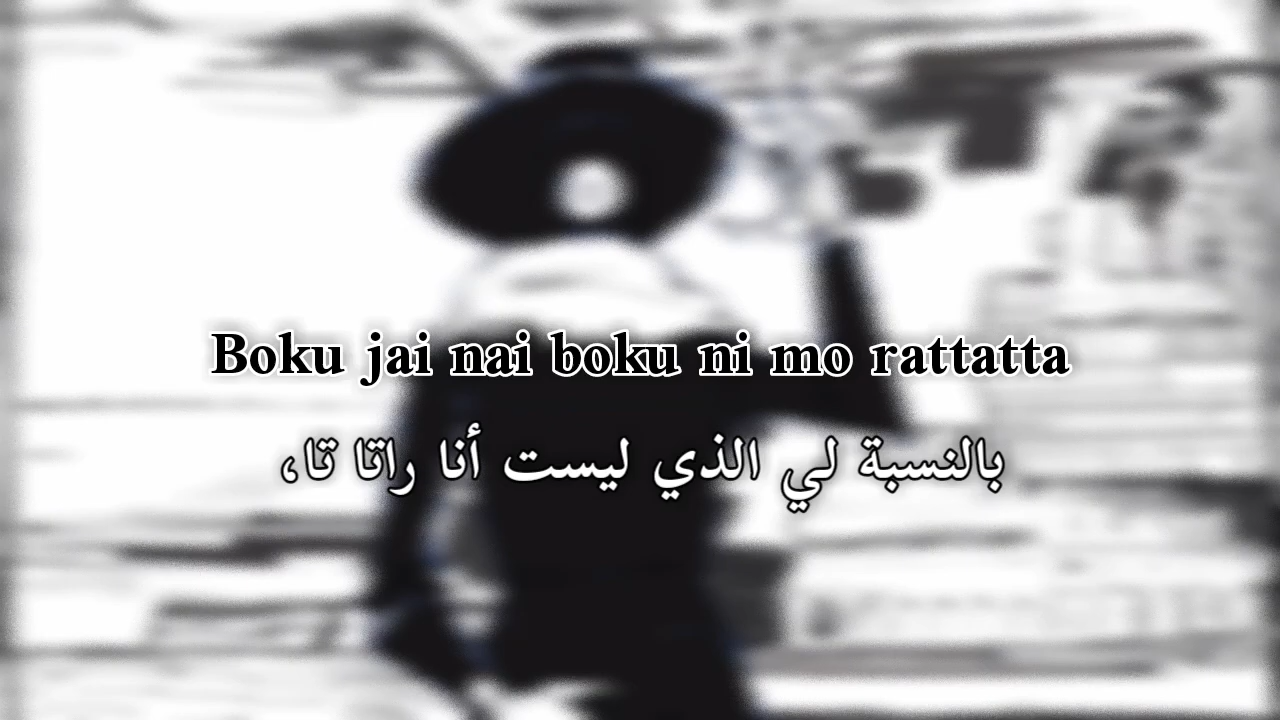 Boku jai nai boku ni mo rattatta
بالنسبة لي الذي ليست أنا راتا تا،